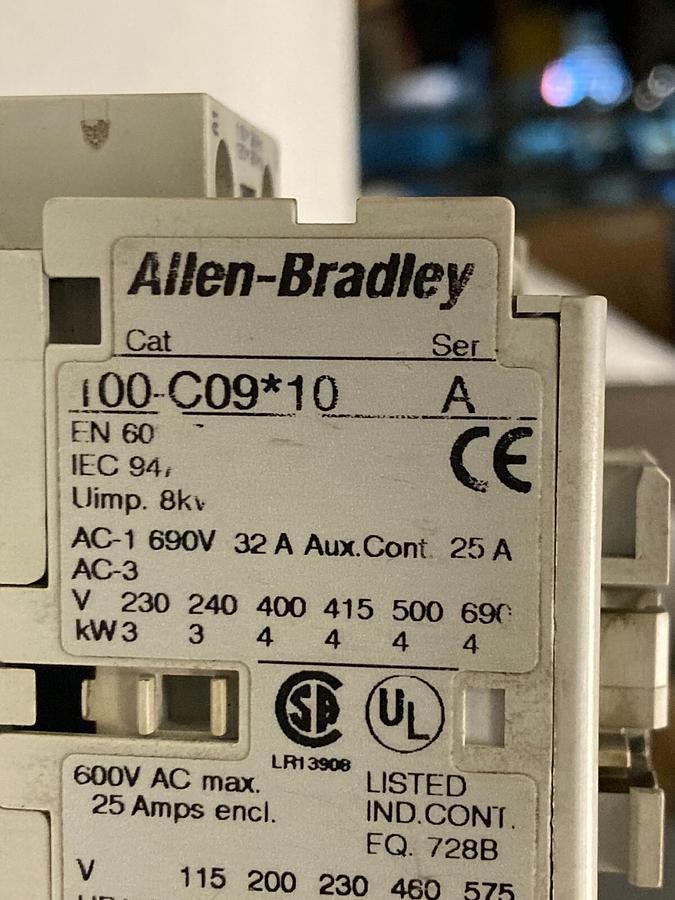 Allen-Bradley
Cat Ser
100-C09*10 A
EN 60
IEC 94
Uimp. 8kv
CE
AC-1 690V 32 A Aux.Cont 25 A
AC-3
V 230 240 400 415 500 690
kW 3 3 4 4 4 4
SA UL
LR13908
600V AC max.
25 Amps encl.
LISTED
IND.CONT.
EQ. 728B
V 115 200 230 460 575